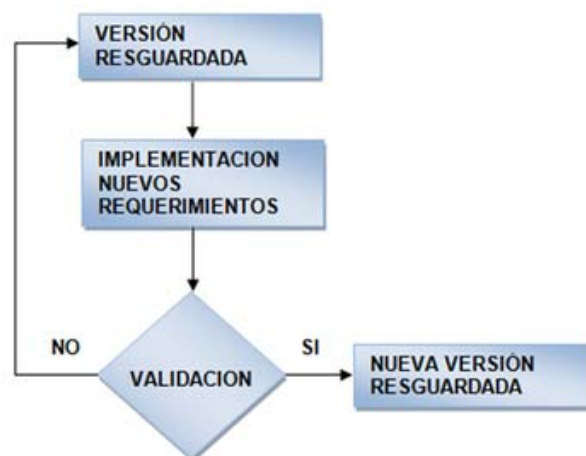 VERSIÓN
RESGUARDADA
IMPLEMENTACION
NUEVOS
REQUERIMIENTOS
NO
SI
VALIDACION
NUEVA VERSIÓN
RESGUARDADA